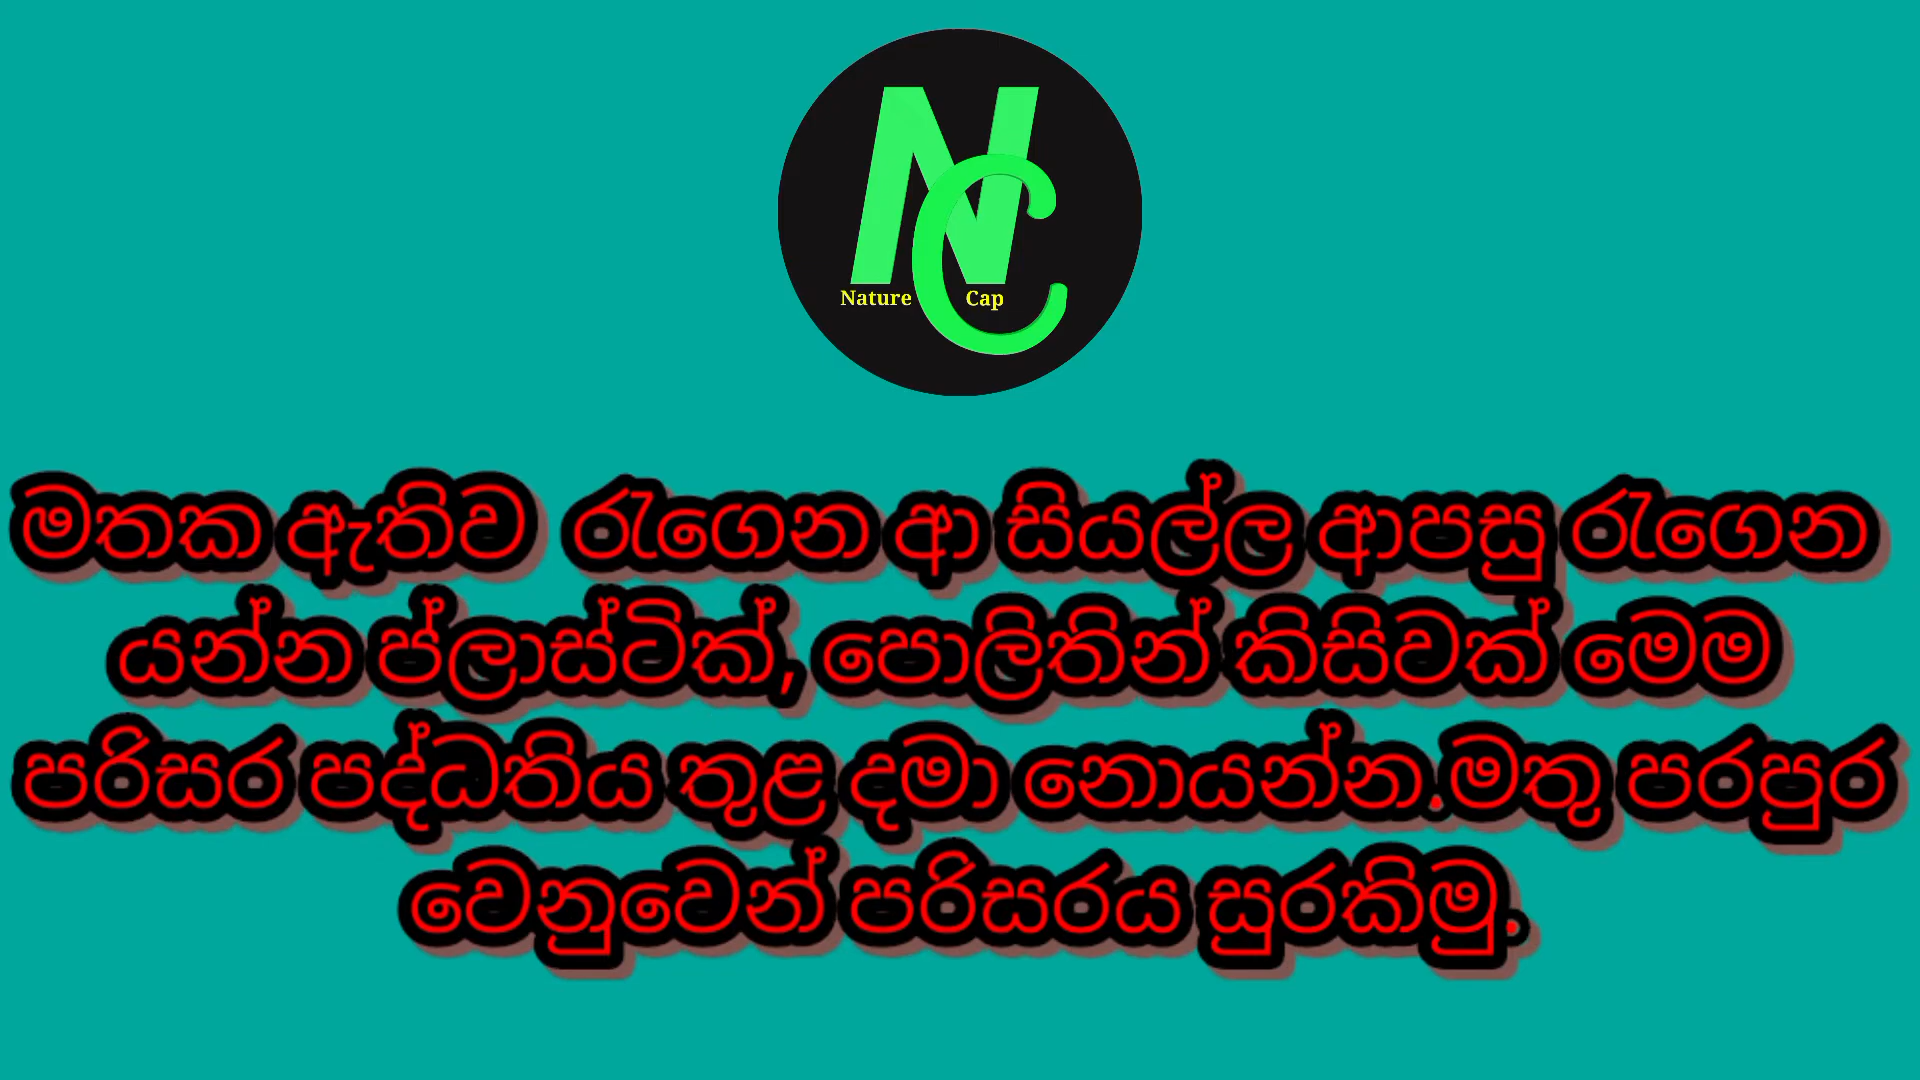 NC
Nature Cap
මතක ඇතිව රැගෙන ආ සියල්ල ආපසු රැගෙන
යන්න ප්ලාස්ටික්, පොලිතින් කිසිවක් මෙම
පරිසර පද්ධතිය තුළ දමා නොයන්න.මතු පරපුර
වෙනුවෙන් පරිසරය සුරකිමු.